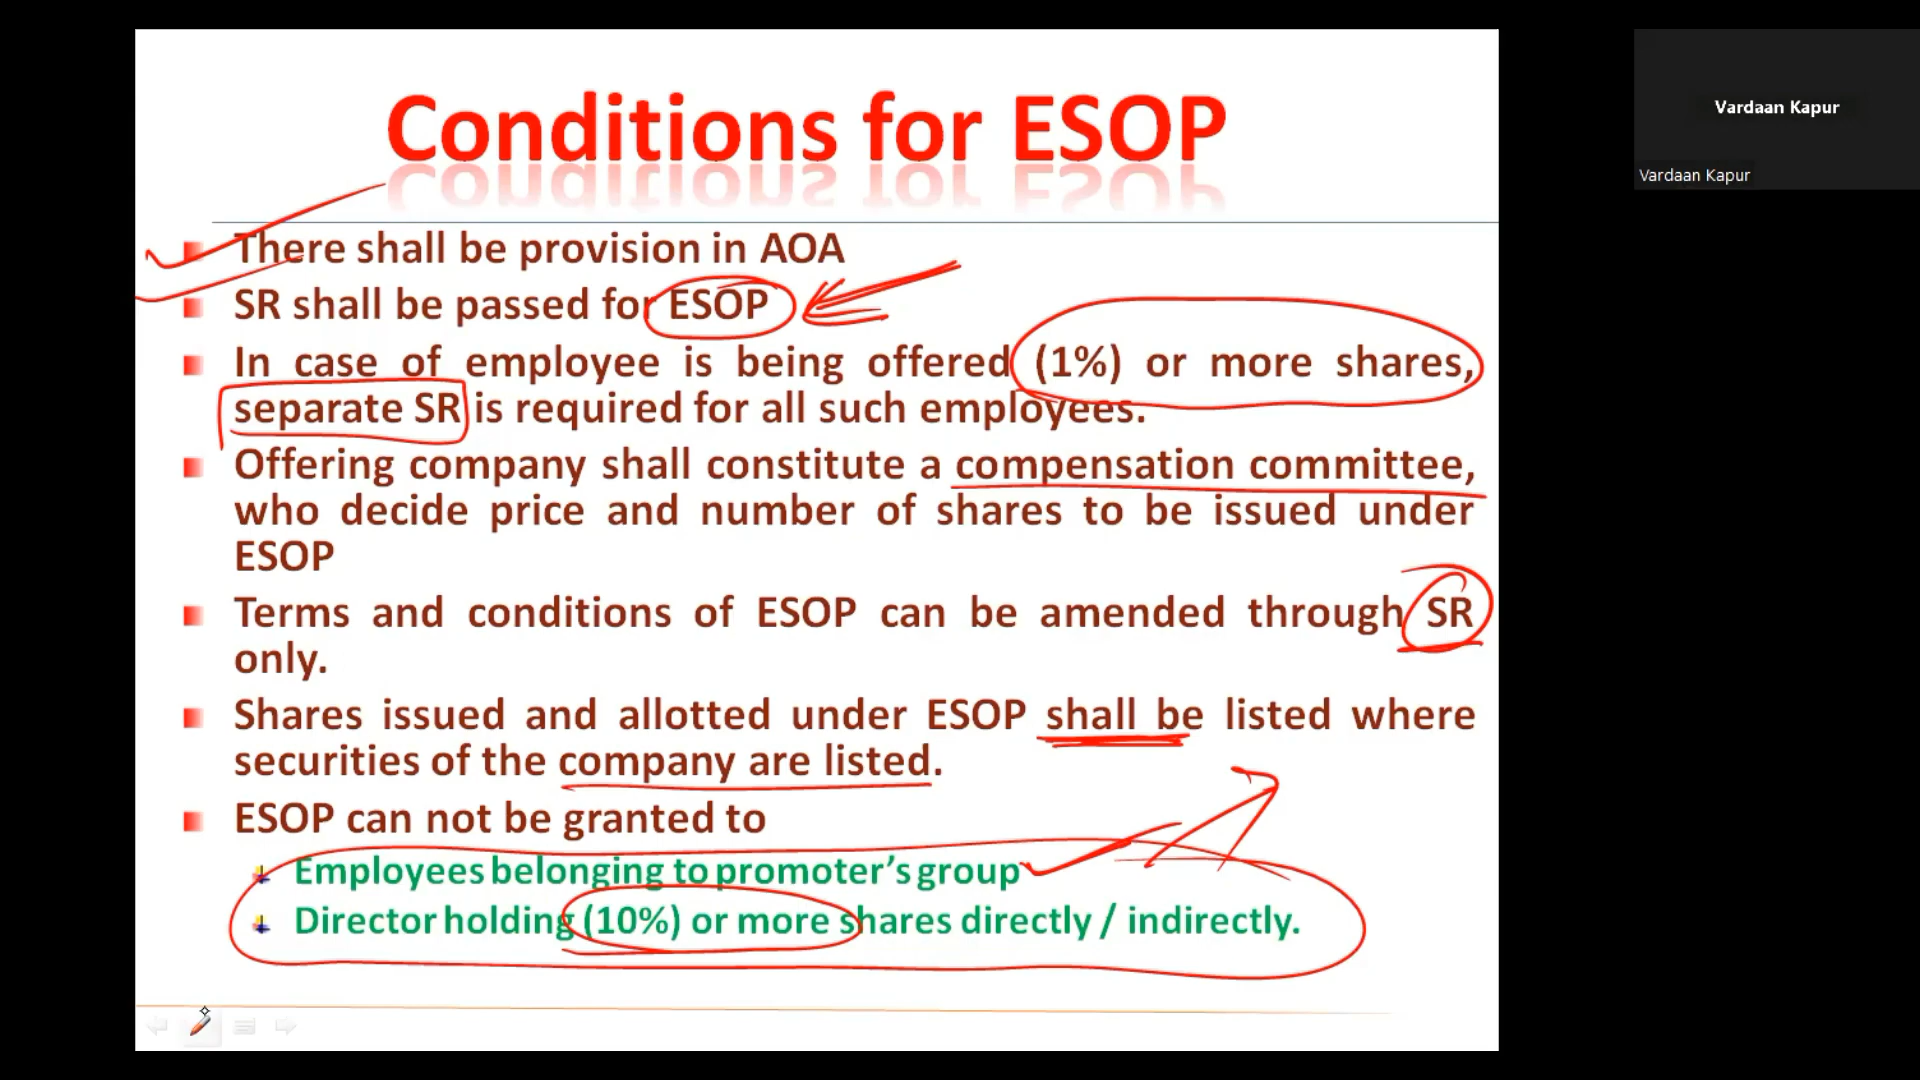 Conditions for ESOP
There shall be provision in AOA
SR shall be passed for ESOP
In case of employee is being offered (1%) or more shares,
separate SR is required for all such employees.
Offering company shall constitute a compensation committee,
who decide price and number of shares to be issued under
ESOP
Terms and conditions of ESOP can be amended through SR
only.
Shares issued and allotted under ESOP shall be listed where
securities of the company are listed.
ESOP can not be granted to
Employees belonging to promoter’s group
Director holding (10%) or more shares directly / indirectly.
Vardaan Kapur
Vardaan Kapur